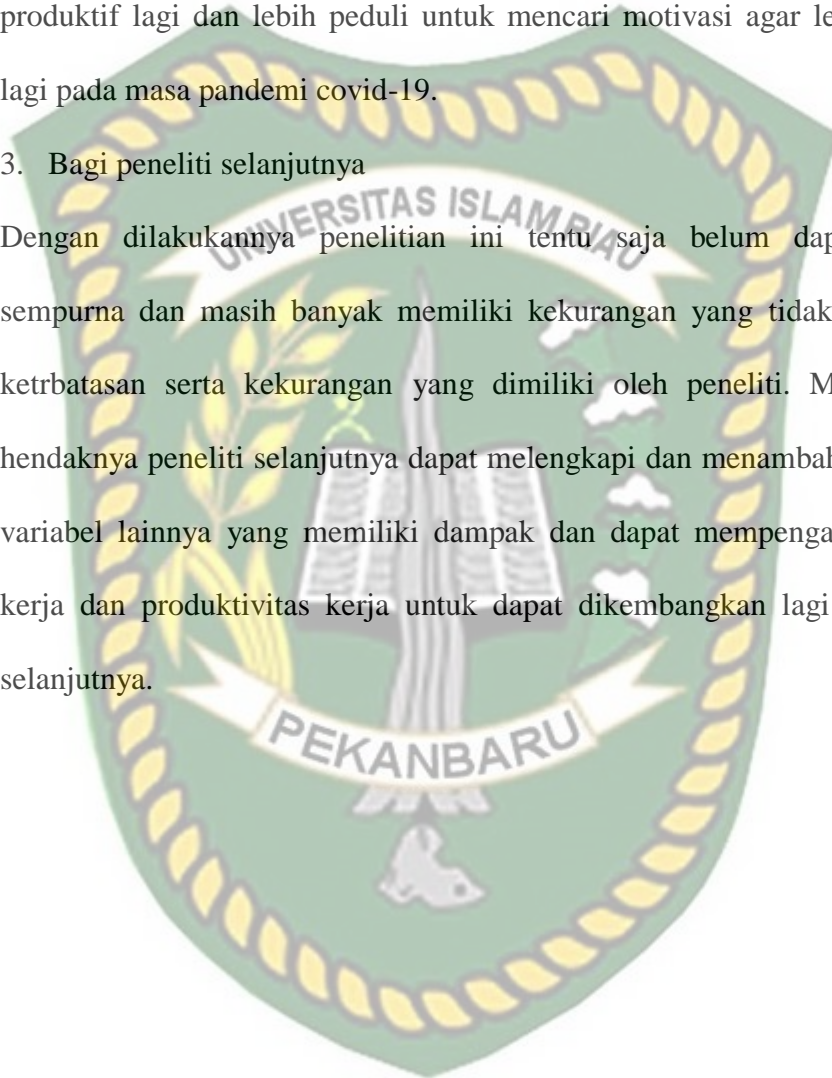 produktif lagi dan lebih peduli untuk mencari motivasi agar le
lagi pada masa pandemi covid-19.
3. Bagi peneliti selanjutnya
UNIVERSITAS ISLAM RIAU
Dengan dilakukannya penelitian ini tentu saja belum dap
sempurna dan masih banyak memiliki kekurangan yang tidak
ketrbatasan serta kekurangan yang dimiliki oleh peneliti. M
hendaknya peneliti selanjutnya dapat melengkapi dan menambah
variabel lainnya yang memiliki dampak dan dapat mempenga
kerja dan produktivitas kerja untuk dapat dikembangkan lagi
selanjutnya.
PEKANBARU